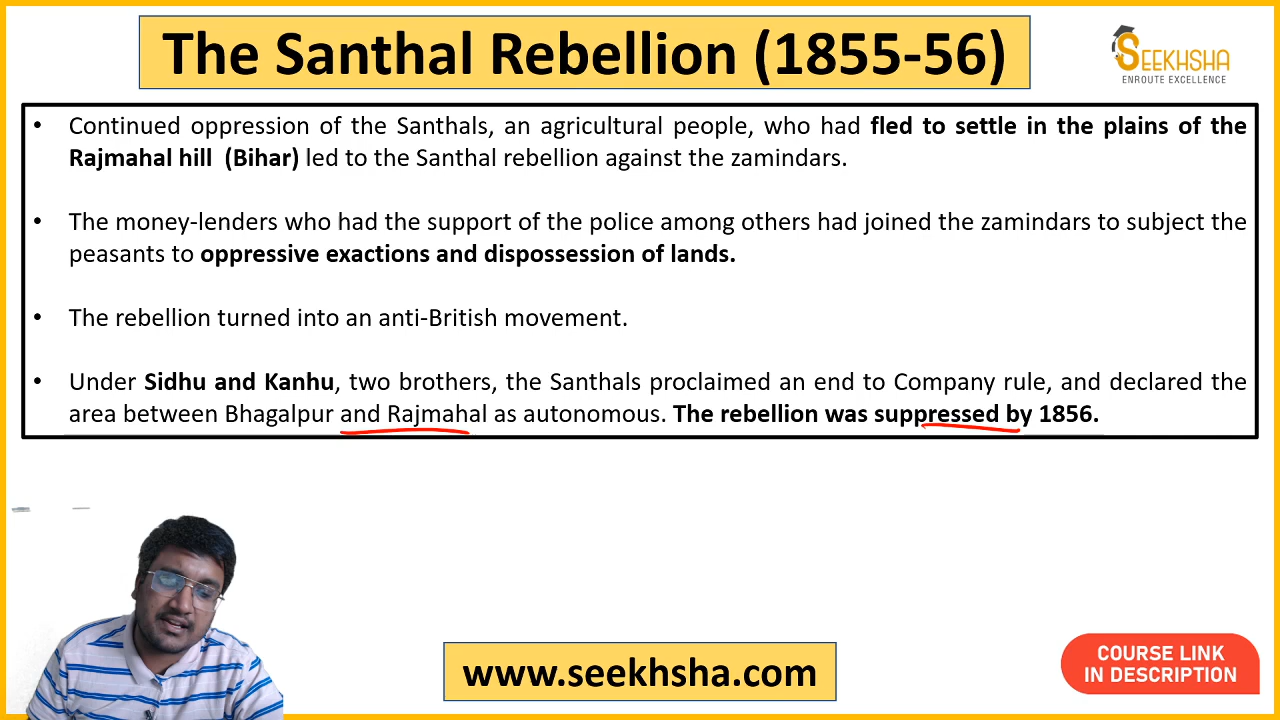 The Santhal Rebellion (1855-56)
SEEKHSHA
ENROUTE EXCELLENCE
• Continued oppression of the Santhals, an agricultural people, who had fled to settle in the plains of the
Rajmahal hill (Bihar) led to the Santhal rebellion against the zamindars.
• The money-lenders who had the support of the police among others had joined the zamindars to subject the
peasants to oppressive exactions and dispossession of lands.
• The rebellion turned into an anti-British movement.
• Under Sidhu and Kanhu, two brothers, the Santhals proclaimed an end to Company rule, and declared the
area between Bhagalpur and Rajmahal as autonomous. The rebellion was suppressed by 1856.
www.seekhsha.com
COURSE LINK
IN DESCRIPTION